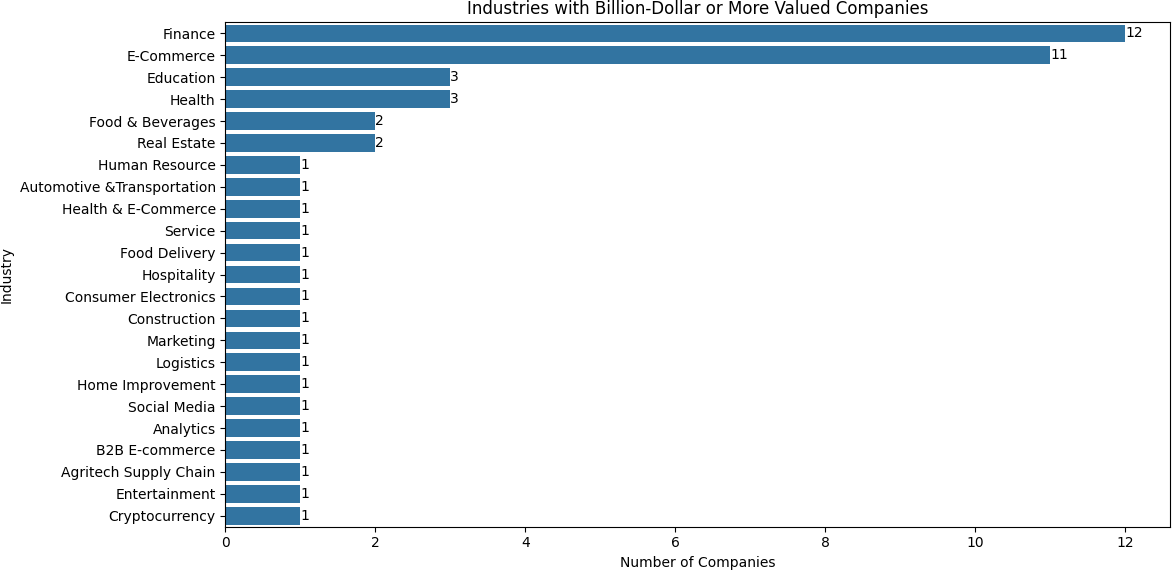 Industries with Billion-Dollar or More Valued Companies
Industry
Finance 12
E-Commerce 11
Education 3
Health 3
Food & Beverages 2
Real Estate 2
Human Resource 1
Automotive &Transportation 1
Health & E-Commerce 1
Service 1
Food Delivery 1
Hospitality 1
Consumer Electronics 1
Construction 1
Marketing 1
Logistics 1
Home Improvement 1
Social Media 1
Analytics 1
B2B E-commerce 1
Agritech Supply Chain 1
Entertainment 1
Cryptocurrency 1
0 2 4 6 8 10 12
Number of Companies